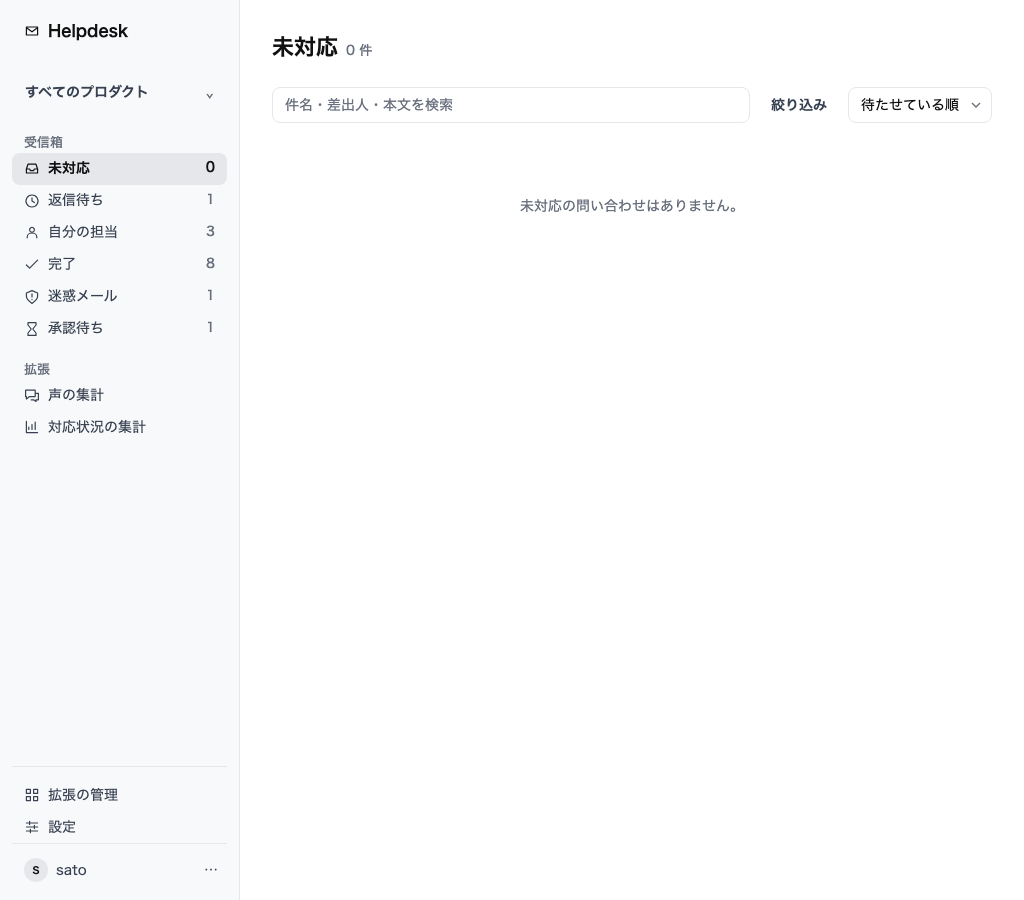 Helpdesk
すべてのプロダクト
受信箱
未対応 0
返信待ち 1
自分の担当 3
完了 8
迷惑メール 1
承認待ち 1
拡張
声の集計
対応状況の集計
拡張の管理
設定
S sato ···
未対応 0 件
件名・差出人・本文を検索 絞り込み 待たせている順
未対応の問い合わせはありません。